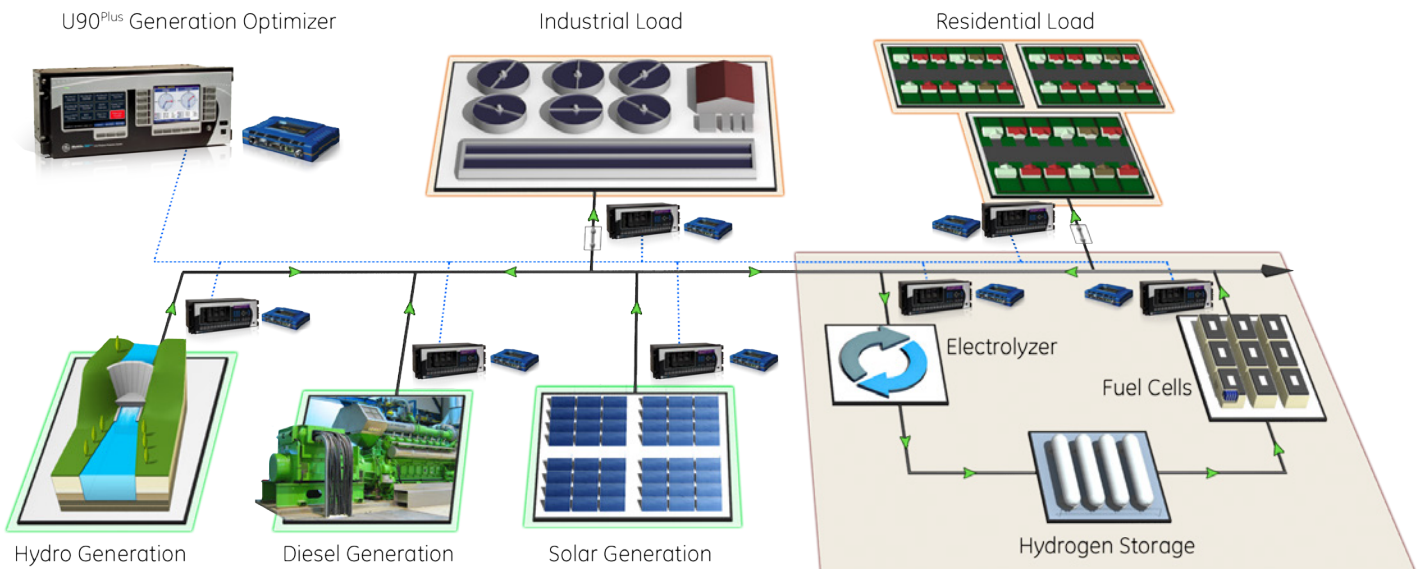 U90Plus Generation Optimizer
Industrial Load
Residential Load
Electrolyzer
Fuel Cells
Hydrogen Storage
Hydro Generation
Diesel Generation
Solar Generation